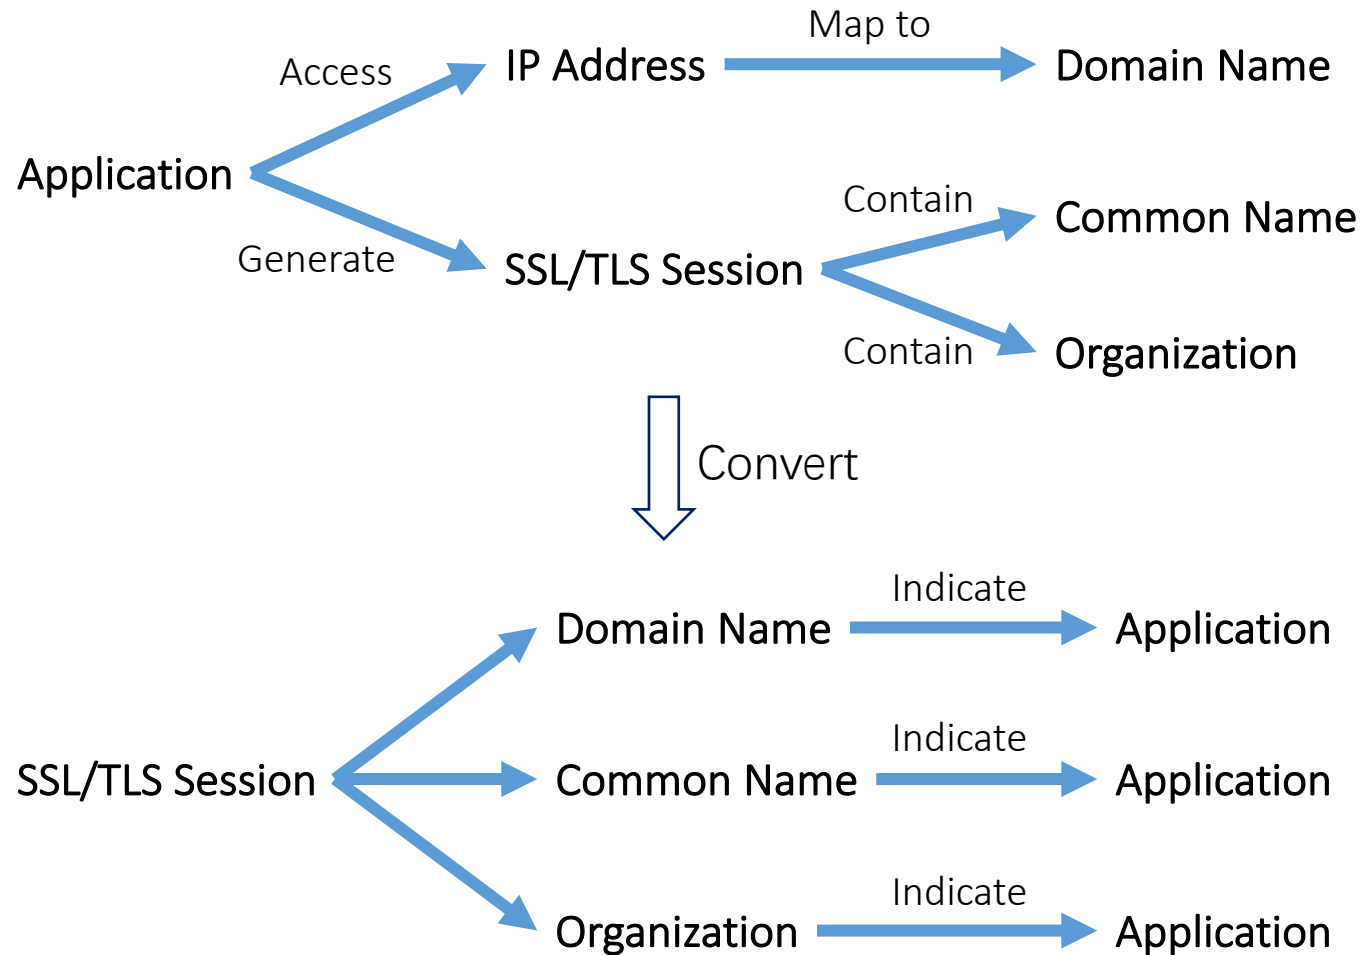 Map to
Access
IP Address
Domain Name
Application
Contain
Common Name
Generate
SSL/TLS Session
Contain
Organization
Convert
Indicate
Domain Name
Application
Indicate
SSL/TLS Session
Common Name
Application
Indicate
Organization
Application